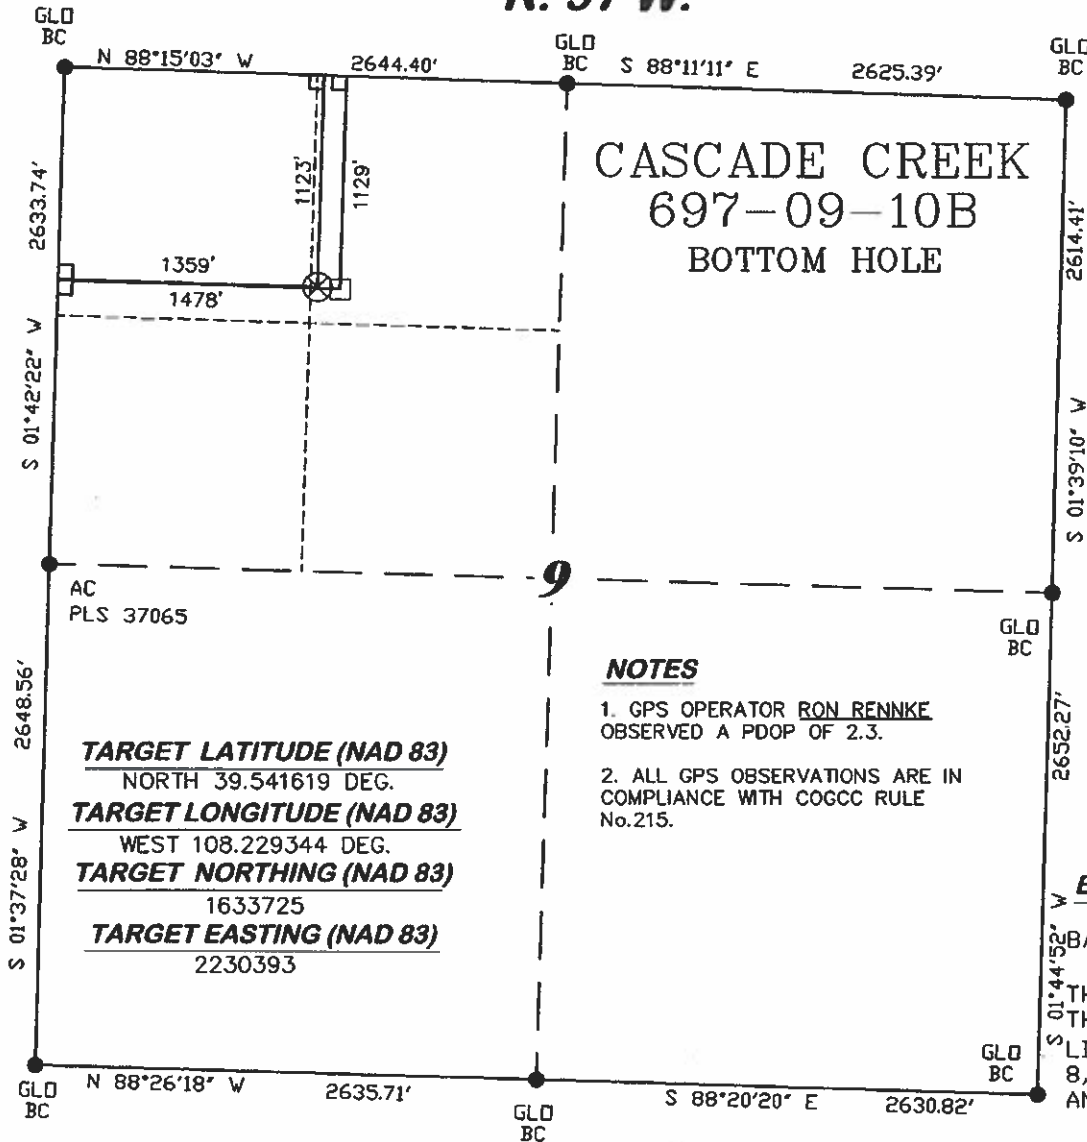 R. 97 W.
GLO
BC
N 88°15'03" W
2644.40'
GLO
BC
S 88°11'11" E
2625.39'
GLO
BC
2633.74'
S 01°42'22" W
1123'
1129'
1359'
1478'
CASCADE CREEK
697-09-10B
BOTTOM HOLE
2614.41'
S 01°39'10" W
AC
PLS 37065
9
GLO
BC
2648.56'
S 01°37'28" W
TARGET LATITUDE (NAD 83)
NORTH 39.541619 DEG.
TARGET LONGITUDE (NAD 83)
WEST 108.229344 DEG.
TARGET NORTHING (NAD 83)
1633725
TARGET EASTING (NAD 83)
2230393
NOTES
1. GPS OPERATOR RON RENNKE
OBSERVED A PDOP OF 2.3.
2. ALL GPS OBSERVATIONS ARE IN
COMPLIANCE WITH COGCC RULE
No.215.
2652.27'
S 01°44'52" W
BA
TH
TH
LI
8/
AN
GLO
BC
N 88°26'18" W
2635.71'
GLO
BC
S 88°20'20" E
2630.82'
GLO
BC